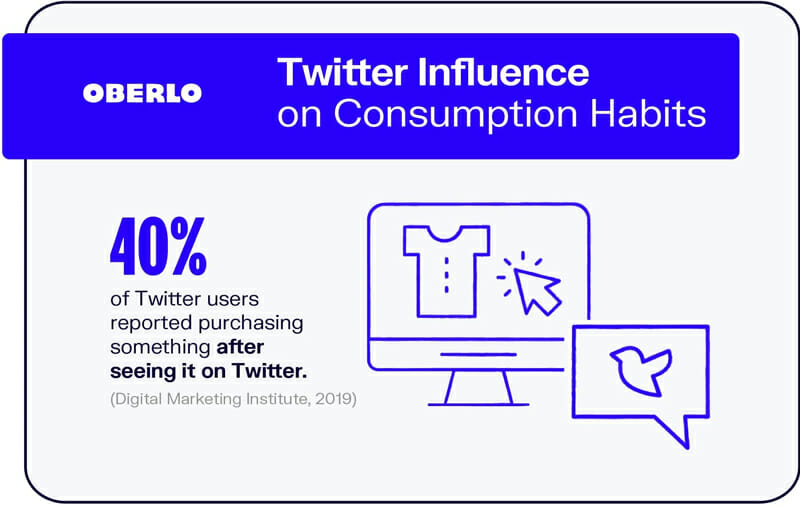 OBERLO
Twitter Influence
on Consumption Habits
40%
of Twitter users
reported purchasing
something after
seeing it on Twitter.
(Digital Marketing Institute, 2019)